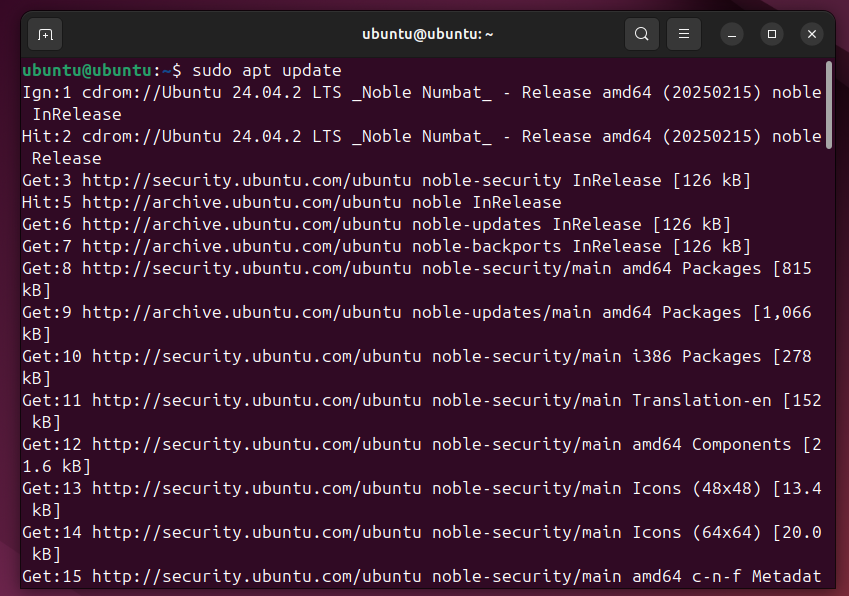 ubuntu@ubuntu: ~
ubuntu@ubuntu:~$ sudo apt update
Ign:1 cdrom://Ubuntu 24.04.2 LTS _Noble Numbat_ - Release amd64 (20250215) noble
 InRelease
Hit:2 cdrom://Ubuntu 24.04.2 LTS _Noble Numbat_ - Release amd64 (20250215) noble
 Release
Get:3 http://security.ubuntu.com/ubuntu noble-security InRelease [126 kB]
Hit:5 http://archive.ubuntu.com/ubuntu noble InRelease
Get:6 http://archive.ubuntu.com/ubuntu noble-updates InRelease [126 kB]
Get:7 http://archive.ubuntu.com/ubuntu noble-backports InRelease [126 kB]
Get:8 http://security.ubuntu.com/ubuntu noble-security/main amd64 Packages [815
kB]
Get:9 http://archive.ubuntu.com/ubuntu noble-updates/main amd64 Packages [1,066
kB]
Get:10 http://security.ubuntu.com/ubuntu noble-security/main i386 Packages [278
kB]
Get:11 http://security.ubuntu.com/ubuntu noble-security/main Translation-en [152
 kB]
Get:12 http://security.ubuntu.com/ubuntu noble-security/main amd64 Components [2
1.6 kB]
Get:13 http://security.ubuntu.com/ubuntu noble-security/main Icons (48x48) [13.4
 kB]
Get:14 http://security.ubuntu.com/ubuntu noble-security/main Icons (64x64) [20.0
 kB]
Get:15 http://security.ubuntu.com/ubuntu noble-security/main amd64 c-n-f Metadat